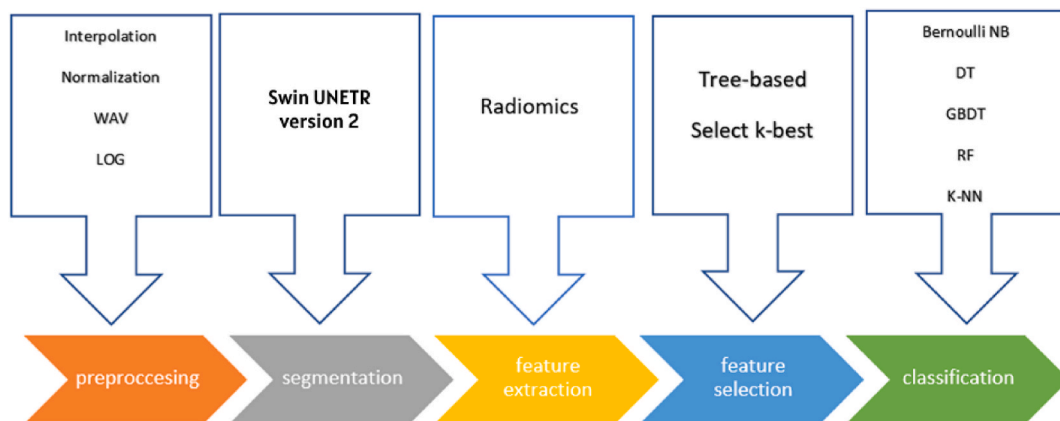 Interpolation
Normalization
WAV
LOG
Swin UNETR
version 2
Radiomics
Tree-based
Select k-best
Bernoulli NB
DT
GBDT
RF
K-NN
preproccesing
segmentation
feature
extraction
feature
selection
classification